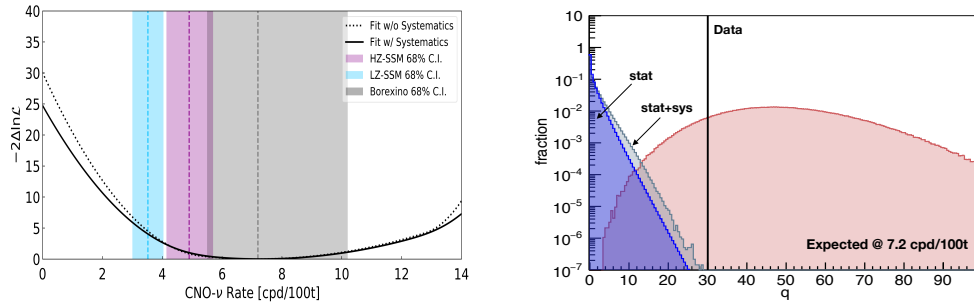 Fit w/o Systematics
Fit w/ Systematics
HZ-SSM 68% C.I.
LZ-SSM 68% C.I.
Borexino 68% C.I.
−2Δln ℒ
40
35
30
25
20
15
10
5
0
0 2 4 6 8 10 12 14
CNO-ν Rate [cpd/100t]
Data
stat
stat+sys
Expected @ 7.2 cpd/100t
fraction
10
1
10⁻¹
10⁻²
10⁻³
10⁻⁴
10⁻⁵
10⁻⁶
10⁻⁷
0 10 20 30 40 50 60 70 80 90
q